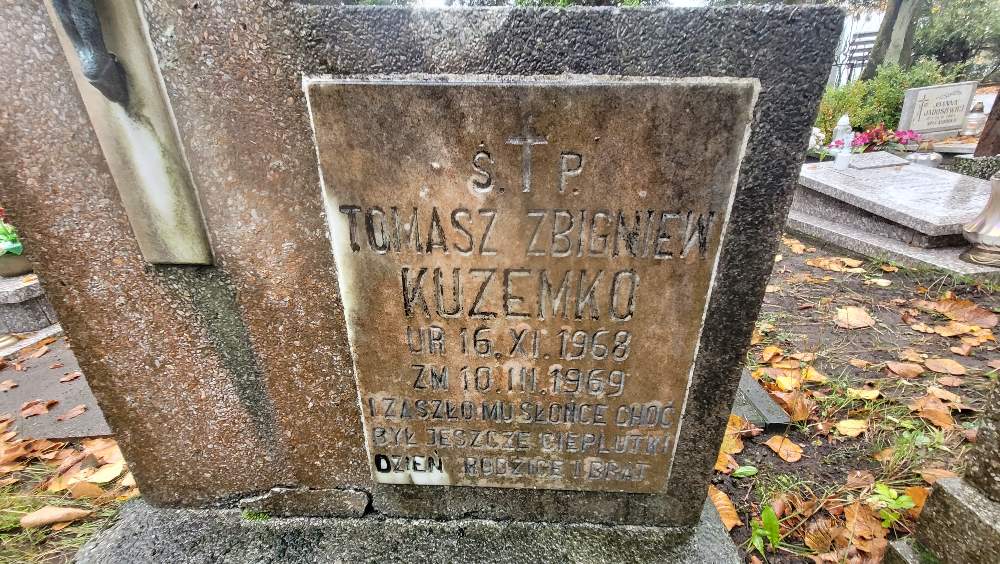 Ś. P.
TOMASZ ZBIGNIEW
KUZEMKO
UR 16.XI.1968
ZM 10.III.1969
I ZASZŁO MU SŁOŃCE CHOĆ
BYŁ JESZCZE CIEPLUTKI
DZIEŃ RODZICE I BRAT
JOANNA